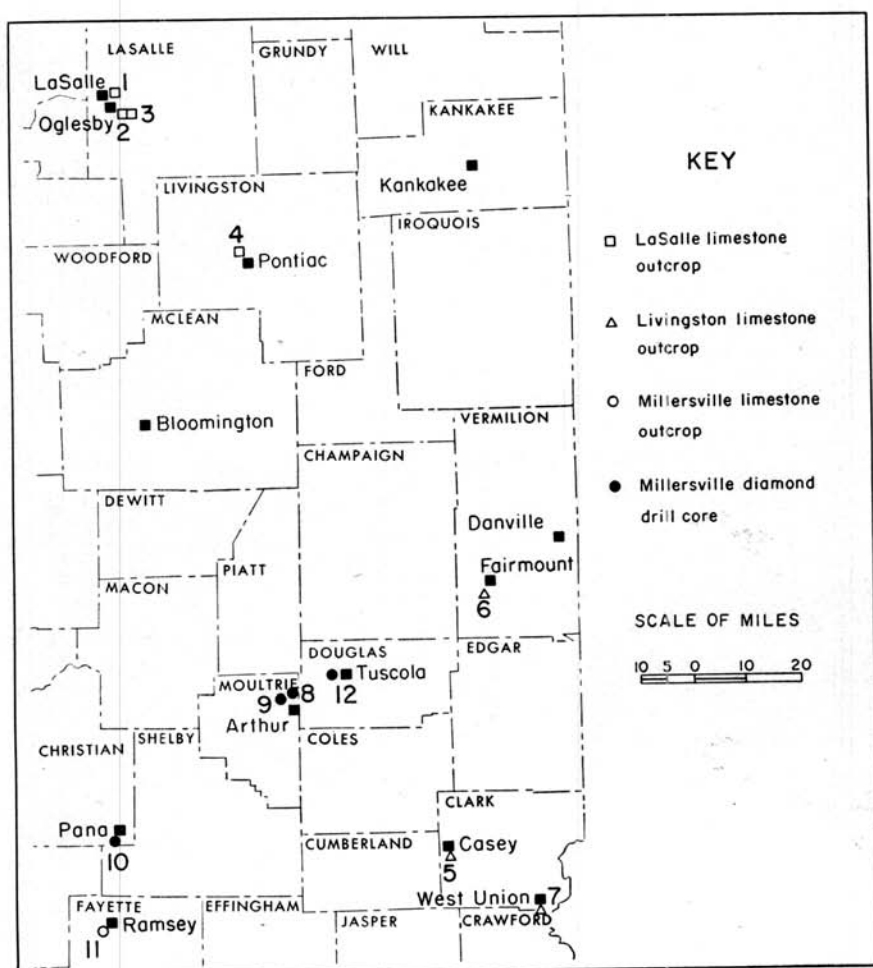 LASALLE
GRUNDY
WILL
LaSalle
1
Oglesby
2
3
KANKAKEE
Kankakee
KEY
LIVINGSTON
IROQUOIS
4
Pontiac
WOODFORD
LaSalle limestone
outcrop
MCLEAN
Livingston limestone
outcrop
FORD
Millersville limestone
outcrop
Bloomington
VERMILION
CHAMPAIGN
Millersville diamond
drill core
DEWITT
Danville
PIATT
Fairmount
MACON
6
SCALE OF MILES
10 5 0 10 20
DOUGLAS
EDGAR
MOULTRIE
8
Tuscola
9
12
Arthur
SHELBY
COLES
CHRISTIAN
CLARK
Pana
CUMBERLAND
Casey
10
5
West Union
7
FAYETTE
EFFINGHAM
JASPER
CRAWFORD
Ramsey
11